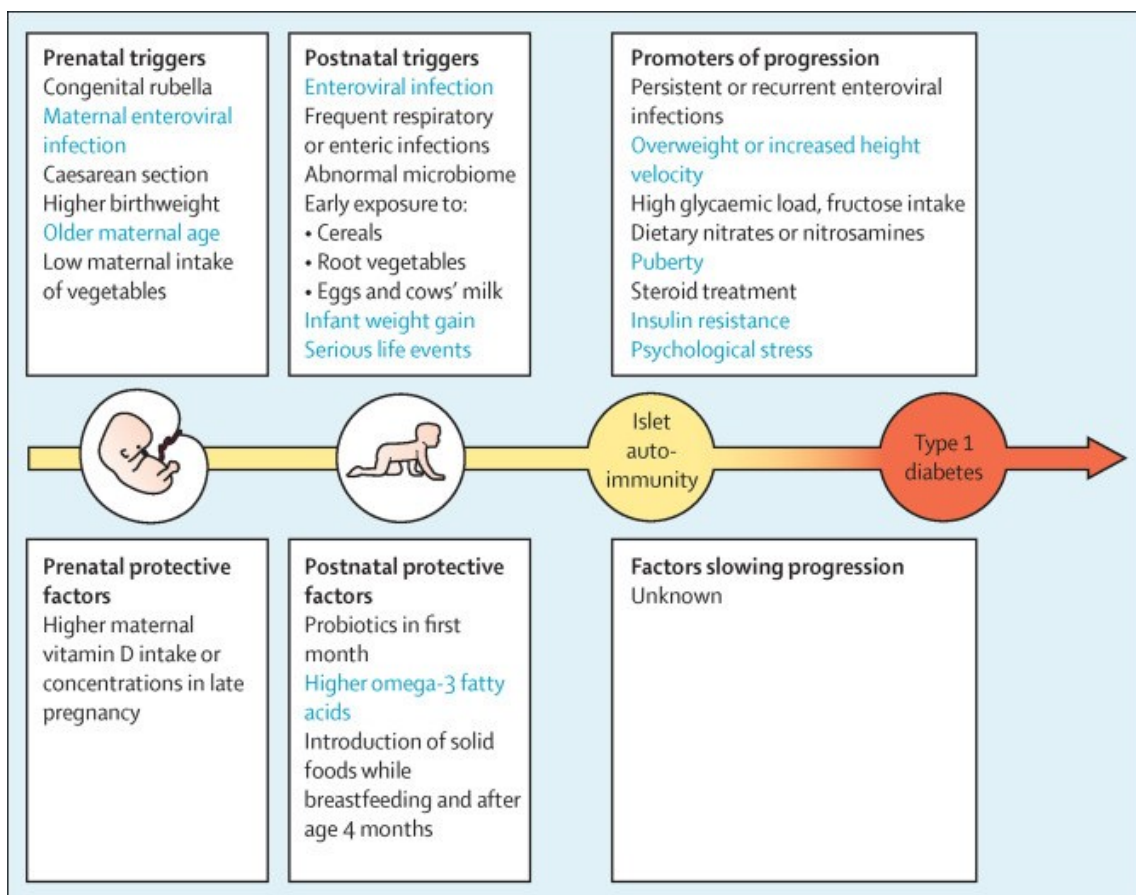 Prenatal triggers
Congenital rubella
Maternal enteroviral
infection
Caesarean section
Higher birthweight
Older maternal age
Low maternal intake
of vegetables
Postnatal triggers
Enteroviral infection
Frequent respiratory
or enteric infections
Abnormal microbiome
Early exposure to:
• Cereals
• Root vegetables
• Eggs and cows' milk
Infant weight gain
Serious life events
Promoters of progression
Persistent or recurrent enteroviral
infections
Overweight or increased height
velocity
High glycaemic load, fructose intake
Dietary nitrates or nitrosamines
Puberty
Steroid treatment
Insulin resistance
Psychological stress
Islet
auto-
immunity
Type 1
diabetes
Prenatal protective
factors
Higher maternal
vitamin D intake or
concentrations in late
pregnancy
Postnatal protective
factors
Probiotics in first
month
Higher omega-3 fatty
acids
Introduction of solid
foods while
breastfeeding and after
age 4 months
Factors slowing progression
Unknown